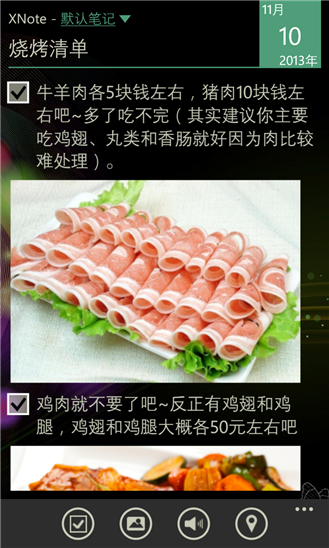 XNote - 默认笔记
11月
10
2013年
烧烤清单
牛羊肉各5块钱左右，猪肉10块钱左
右吧~多了吃不完（其实建议你主要
吃鸡翅、丸类和香肠就好因为肉比较
难处理）。
鸡肉就不要了吧~反正有鸡翅和鸡
腿，鸡翅和鸡腿大概各50元左右吧